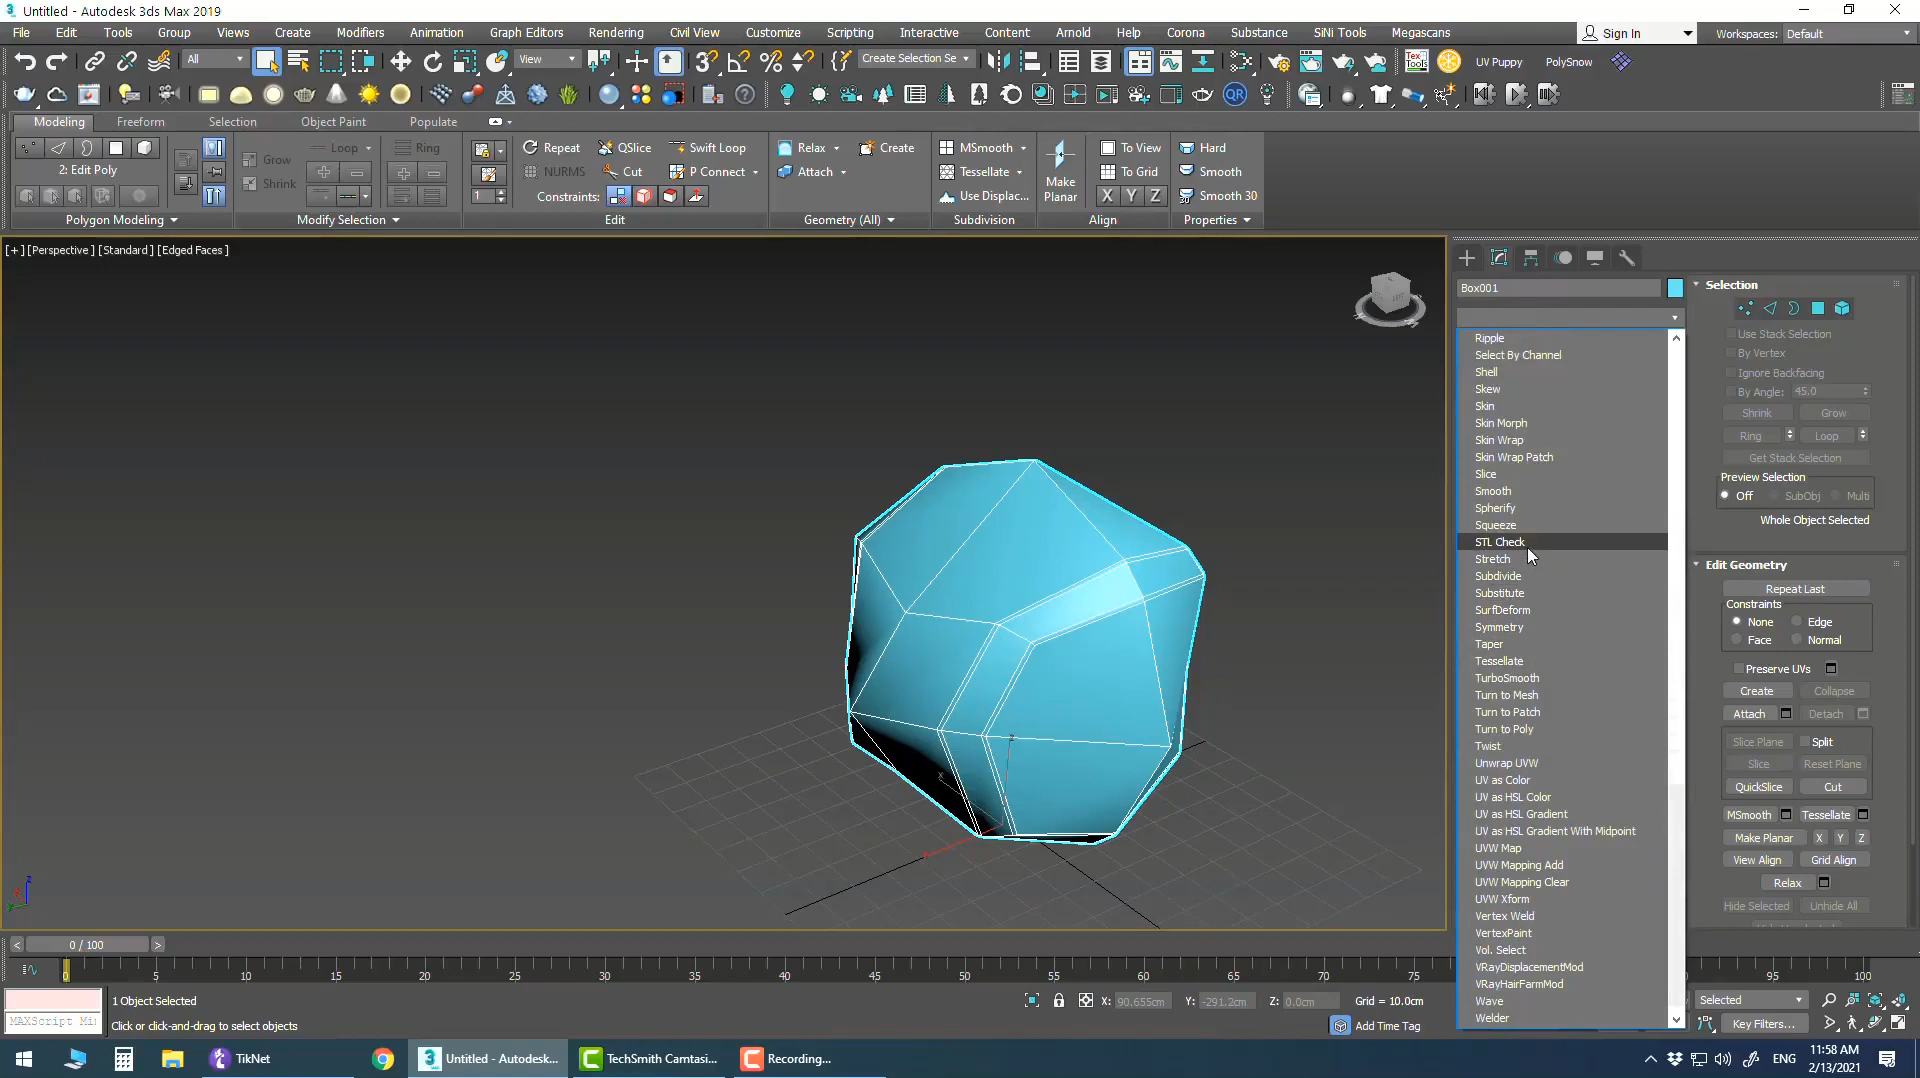 Untitled - Autodesk 3ds Max 2019
File Edit Tools Group Views Create Modifiers Animation Graph Editors Rendering Civil View Customize Scripting Interactive Content Arnold Help Corona Substance SiNi Tools Megascans Sign In Workspaces: Default
All View Create Selection Se UV Puppy PolySnow
Modeling Freeform Selection Object Paint Populate
2: Edit Poly
Polygon Modeling
Grow
Shrink
Loop
Ring
Modify Selection
1
Repeat QSlice Swift Loop
NURMS Cut P Connect
Constraints:
Edit
Relax Create
Attach
Geometry (All)
MSmooth
Tessellate
Use Displac...
Subdivision
Make
Planar
To View
To Grid
X Y Z
Align
Hard
Smooth
Smooth 30
Properties
[+] [Perspective] [Standard] [Edged Faces]
Box001
Ripple
Select By Channel
Shell
Skew
Skin
Skin Morph
Skin Wrap
Skin Wrap Patch
Slice
Smooth
Spherify
Squeeze
STL Check
Stretch
Subdivide
Substitute
SurfDeform
Symmetry
Taper
Tessellate
TurboSmooth
Turn to Mesh
Turn to Patch
Turn to Poly
Twist
Unwrap UVW
UV as Color
UV as HSL Color
UV as HSL Gradient
UV as HSL Gradient With Midpoint
UVW Map
UVW Mapping Add
UVW Mapping Clear
UVW Xform
Vertex Weld
VertexPaint
Vol. Select
VRayDisplacementMod
VRayHairFarmMod
Wave
Welder
Selection
Use Stack Selection
By Vertex
Ignore Backfacing
By Angle: 45.0
Shrink Grow
Ring Loop
Get Stack Selection
Preview Selection
Off SubObj Multi
Whole Object Selected
Edit Geometry
Repeat Last
Constraints
None Edge
Face Normal
Preserve UVs
Create Collapse
Attach Detach
Slice Plane Split
Slice Reset Plane
QuickSlice Cut
MSmooth Tessellate
Make Planar X Y Z
View Align Grid Align
Relax
Hide Selected Unhide All
< 0 / 100 >
0 5 10 15 20 25 30 35 40 45 50 55 60 65 70 75 95 100
1 Object Selected
MAXScript Mi
Click or click-and-drag to select objects
X: 90.655cm Y: -291.2cm Z: 0.0cm Grid = 10.0cm
Add Time Tag
Selected
Key Filters...
TikNet
Untitled - Autodesk...
TechSmith Camtasi...
Recording...
ENG
11:58 AM
2/13/2021